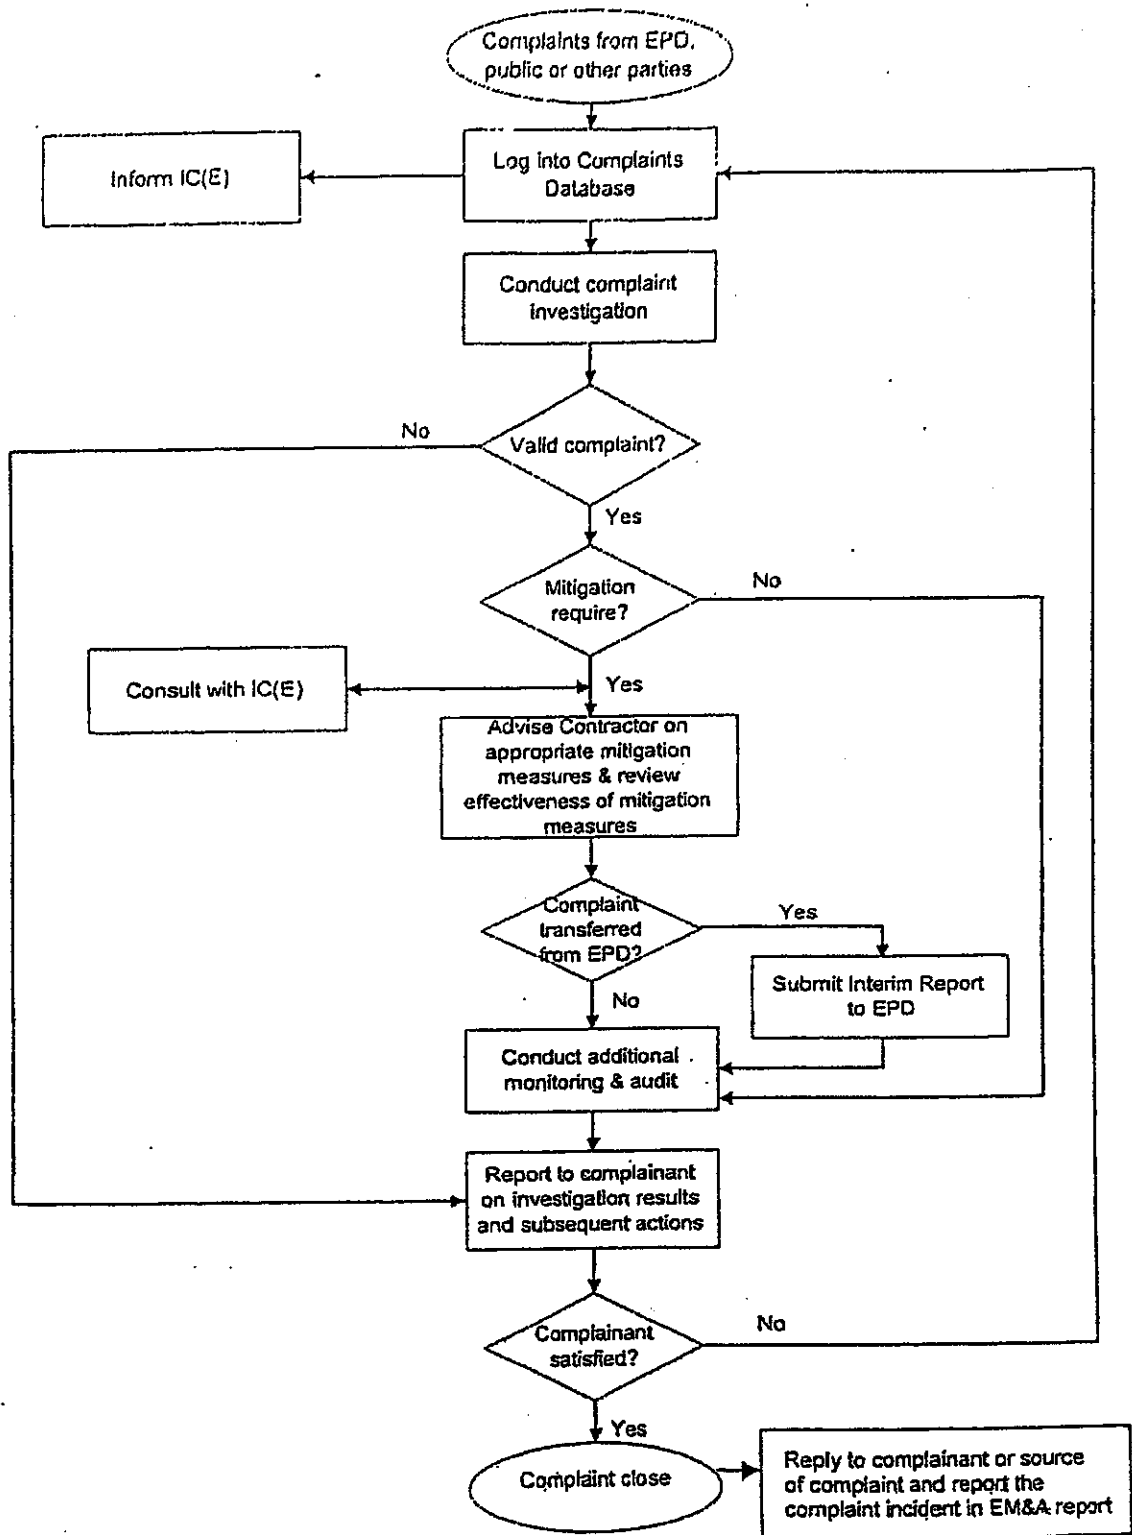 Complaints from EPD,
public or other parties
Inform IC(E)
Log into Complaints
Database
Conduct complaint
investigation
No
Valid complaint?
Yes
Mitigation
require?
No
Consult with IC(E)
Yes
Advise Contractor on
appropriate mitigation
measures & review
effectiveness of mitigation
measures
Complaint
transferred
from EPD?
Yes
Submit Interim Report
to EPD
No
Conduct additional
monitoring & audit
Report to complainant
on investigation results
and subsequent actions
Complainant
satisfied?
No
Yes
Complaint close
Reply to complainant or source
of complaint and report the
complaint incident in EM&A report